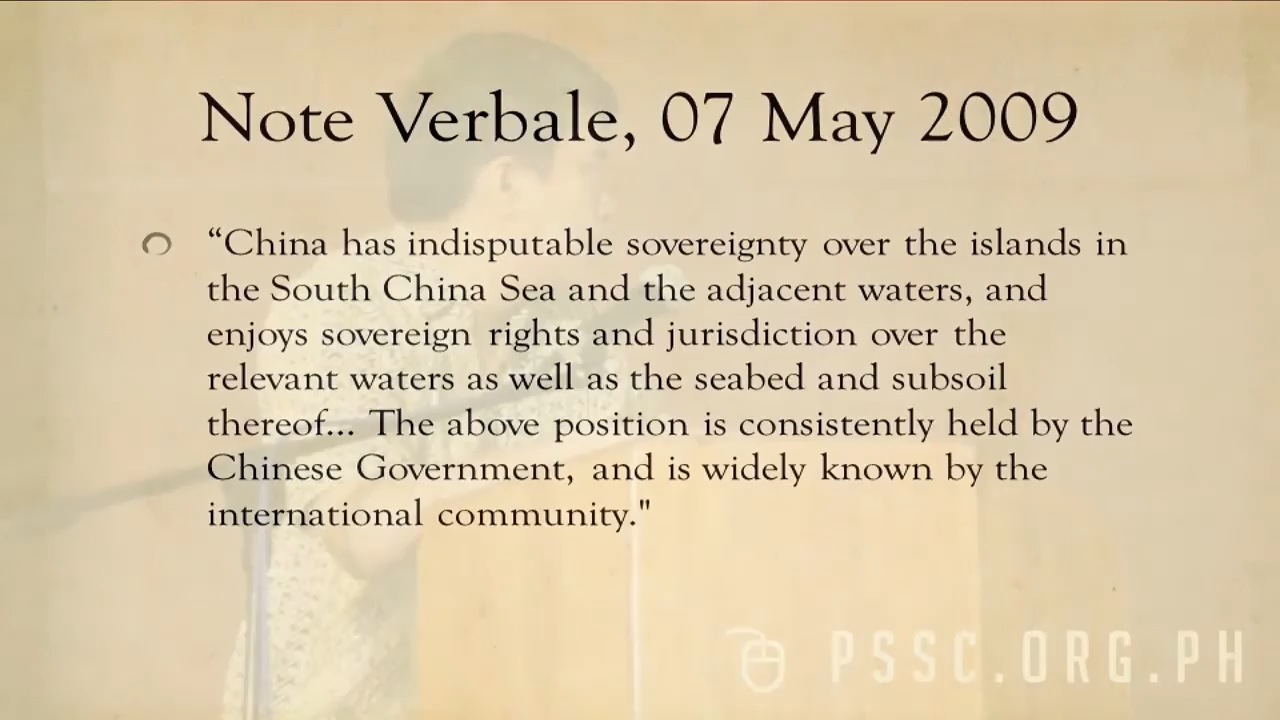 Note Verbale, 07 May 2009
“China has indisputable sovereignty over the islands in
the South China Sea and the adjacent waters, and
enjoys sovereign rights and jurisdiction over the
relevant waters as well as the seabed and subsoil
thereof... The above position is consistently held by the
Chinese Government, and is widely known by the
international community."
PSSC.ORG.PH